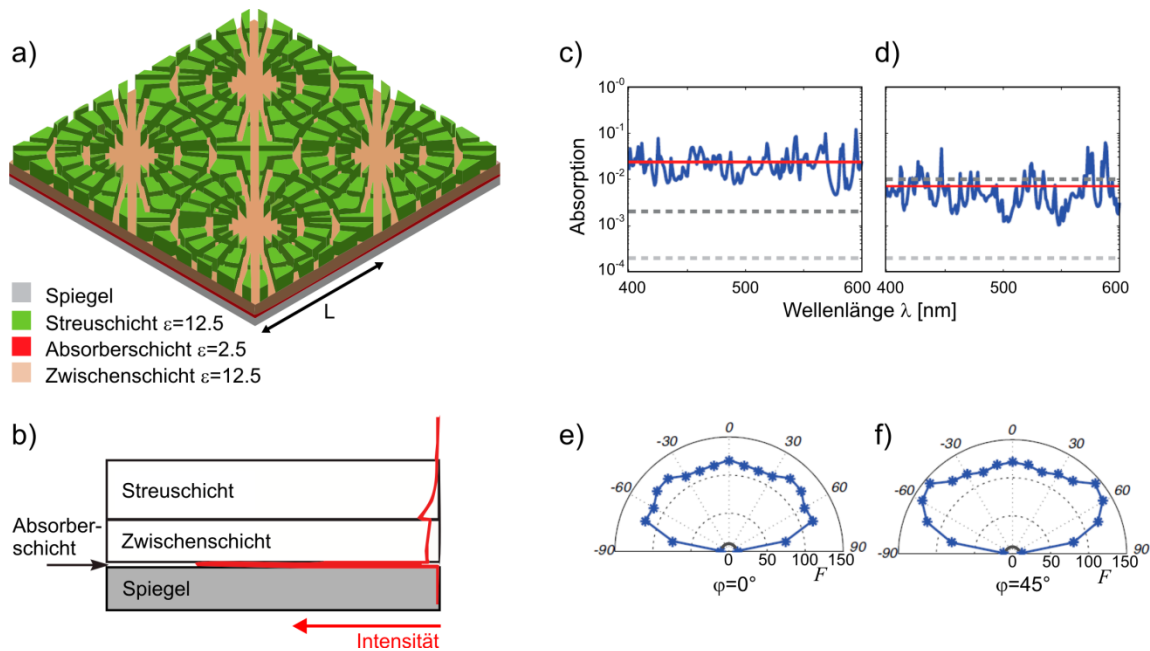 a)
L
Spiegel
Streuschicht ε=12.5
Absorberschicht ε=2.5
Zwischenschicht ε=12.5
b)
Streuschicht
Absorber-
schicht
Zwischenschicht
Spiegel
Intensität
c)
d)
Absorption
10⁰
10⁻¹
10⁻²
10⁻³
10⁻⁴
400 500 600
400 500 600
Wellenlänge λ [nm]
e)
0
-30 30
-60 60
-90 90
0 50 100 150
F
φ=0°
f)
0
-30 30
-60 60
-90 90
0 50 100 150
F
φ=45°